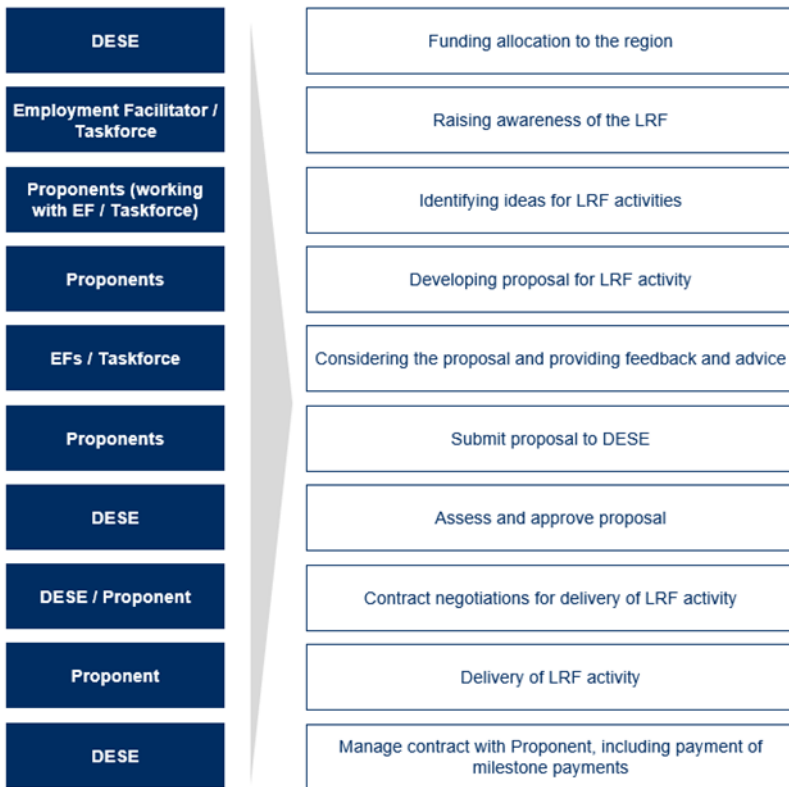 DESE
Funding allocation to the region
Employment Facilitator /
Taskforce
Raising awareness of the LRF
Proponents (working
with EF / Taskforce)
Identifying ideas for LRF activities
Proponents
Developing proposal for LRF activity
EFs / Taskforce
Considering the proposal and providing feedback and advice
Proponents
Submit proposal to DESE
DESE
Assess and approve proposal
DESE / Proponent
Contract negotiations for delivery of LRF activity
Proponent
Delivery of LRF activity
DESE
Manage contract with Proponent, including payment of
milestone payments